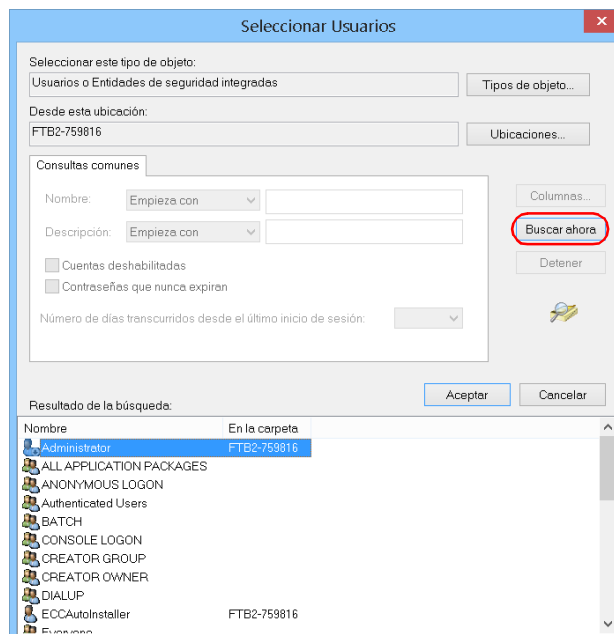 Seleccionar Usuarios
Seleccionar este tipo de objeto:
Usuarios o Entidades de seguridad integradas
Tipos de objeto...
Desde esta ubicación:
FTB2-759816
Ubicaciones...
Consultas comunes
Nombre:
Empieza con
Columnas...
Descripción:
Empieza con
Buscar ahora
Cuentas deshabilitadas
Detener
Contraseñas que nunca expiran
Número de días transcurridos desde el último inicio de sesión:
Aceptar
Cancelar
Resultado de la búsqueda:
Nombre
En la carpeta
Administrator FTB2-759816
ALL APPLICATION PACKAGES
ANONYMOUS LOGON
Authenticated Users
BATCH
CONSOLE LOGON
CREATOR GROUP
CREATOR OWNER
DIALUP
ECCAutoInstaller FTB2-759816
Everyone